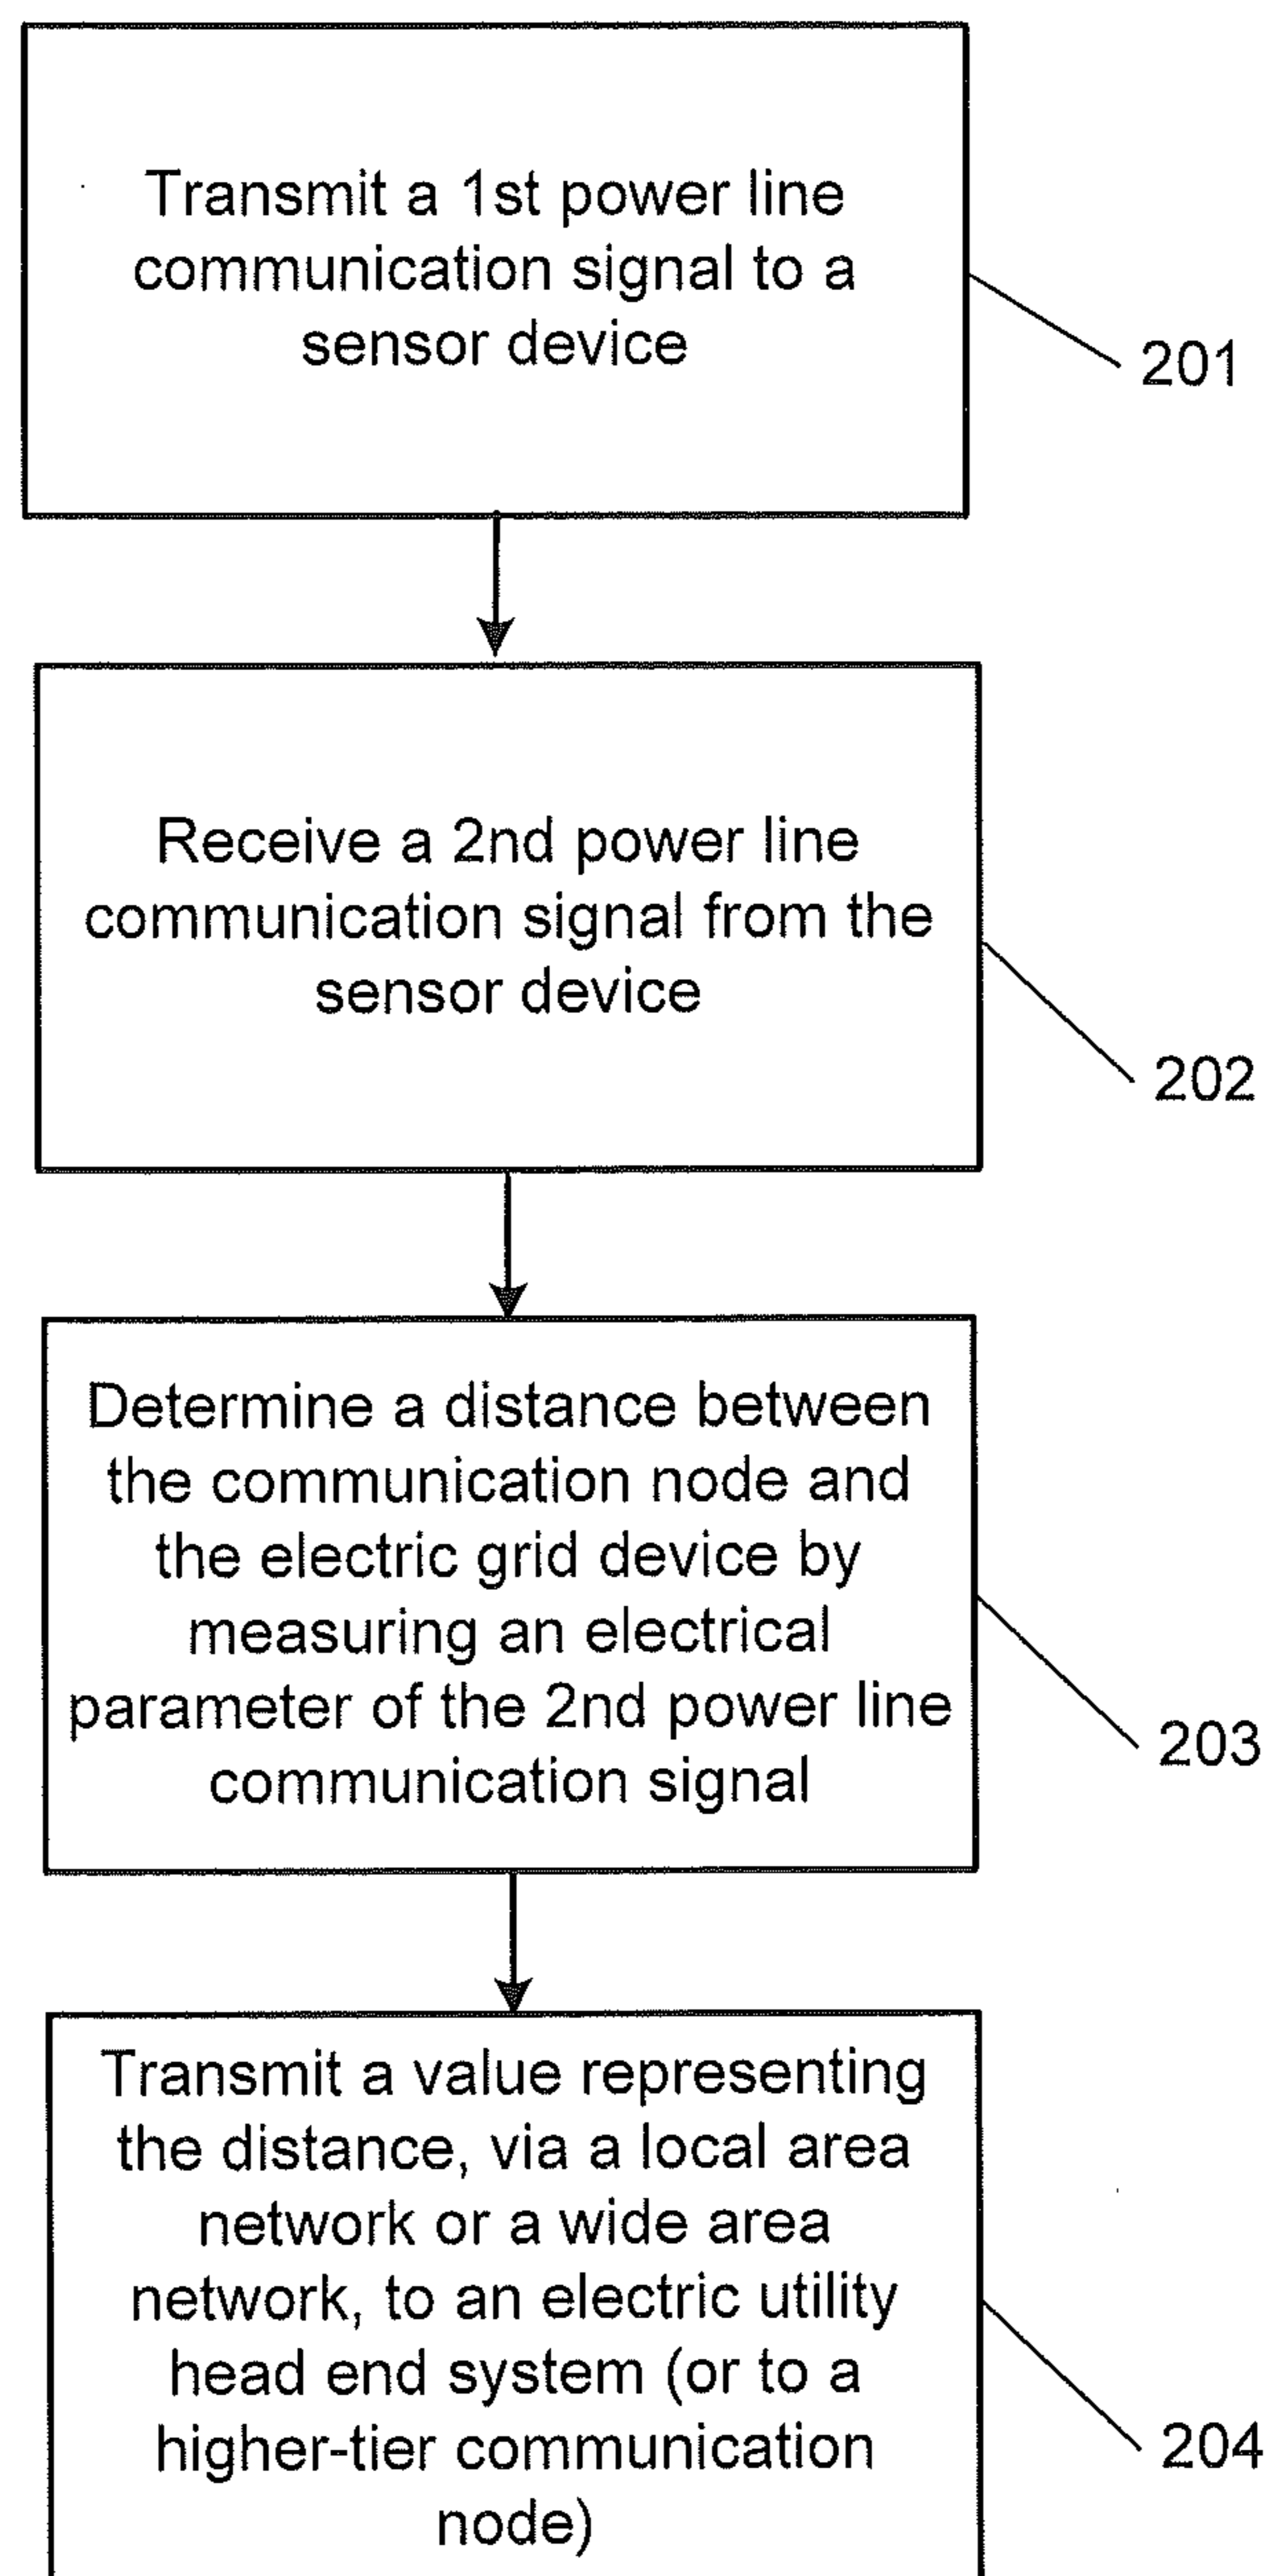 Transmit a 1st power line
communication signal to a
sensor device
201
Receive a 2nd power line
communication signal from the
sensor device
202
Determine a distance between
the communication node and
the electric grid device by
measuring an electrical
parameter of the 2nd power line
communication signal
203
Transmit a value representing
the distance, via a local area
network or a wide area
network, to an electric utility
head end system (or to a
higher-tier communication
node)
204